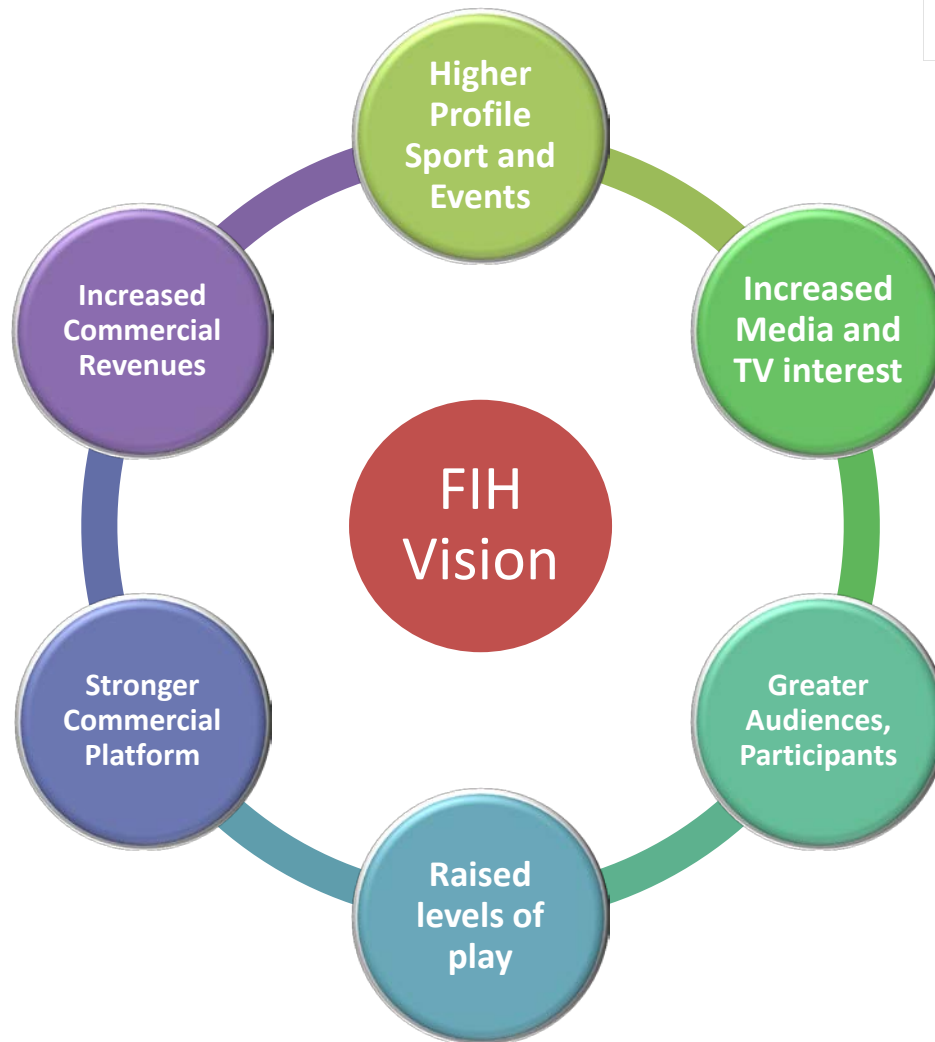 Higher
Profile
Sport and
Events
Increased
Media and
TV interest
Greater
Audiences,
Participants
Raised
levels of
play
Stronger
Commercial
Platform
Increased
Commercial
Revenues
FIH
Vision